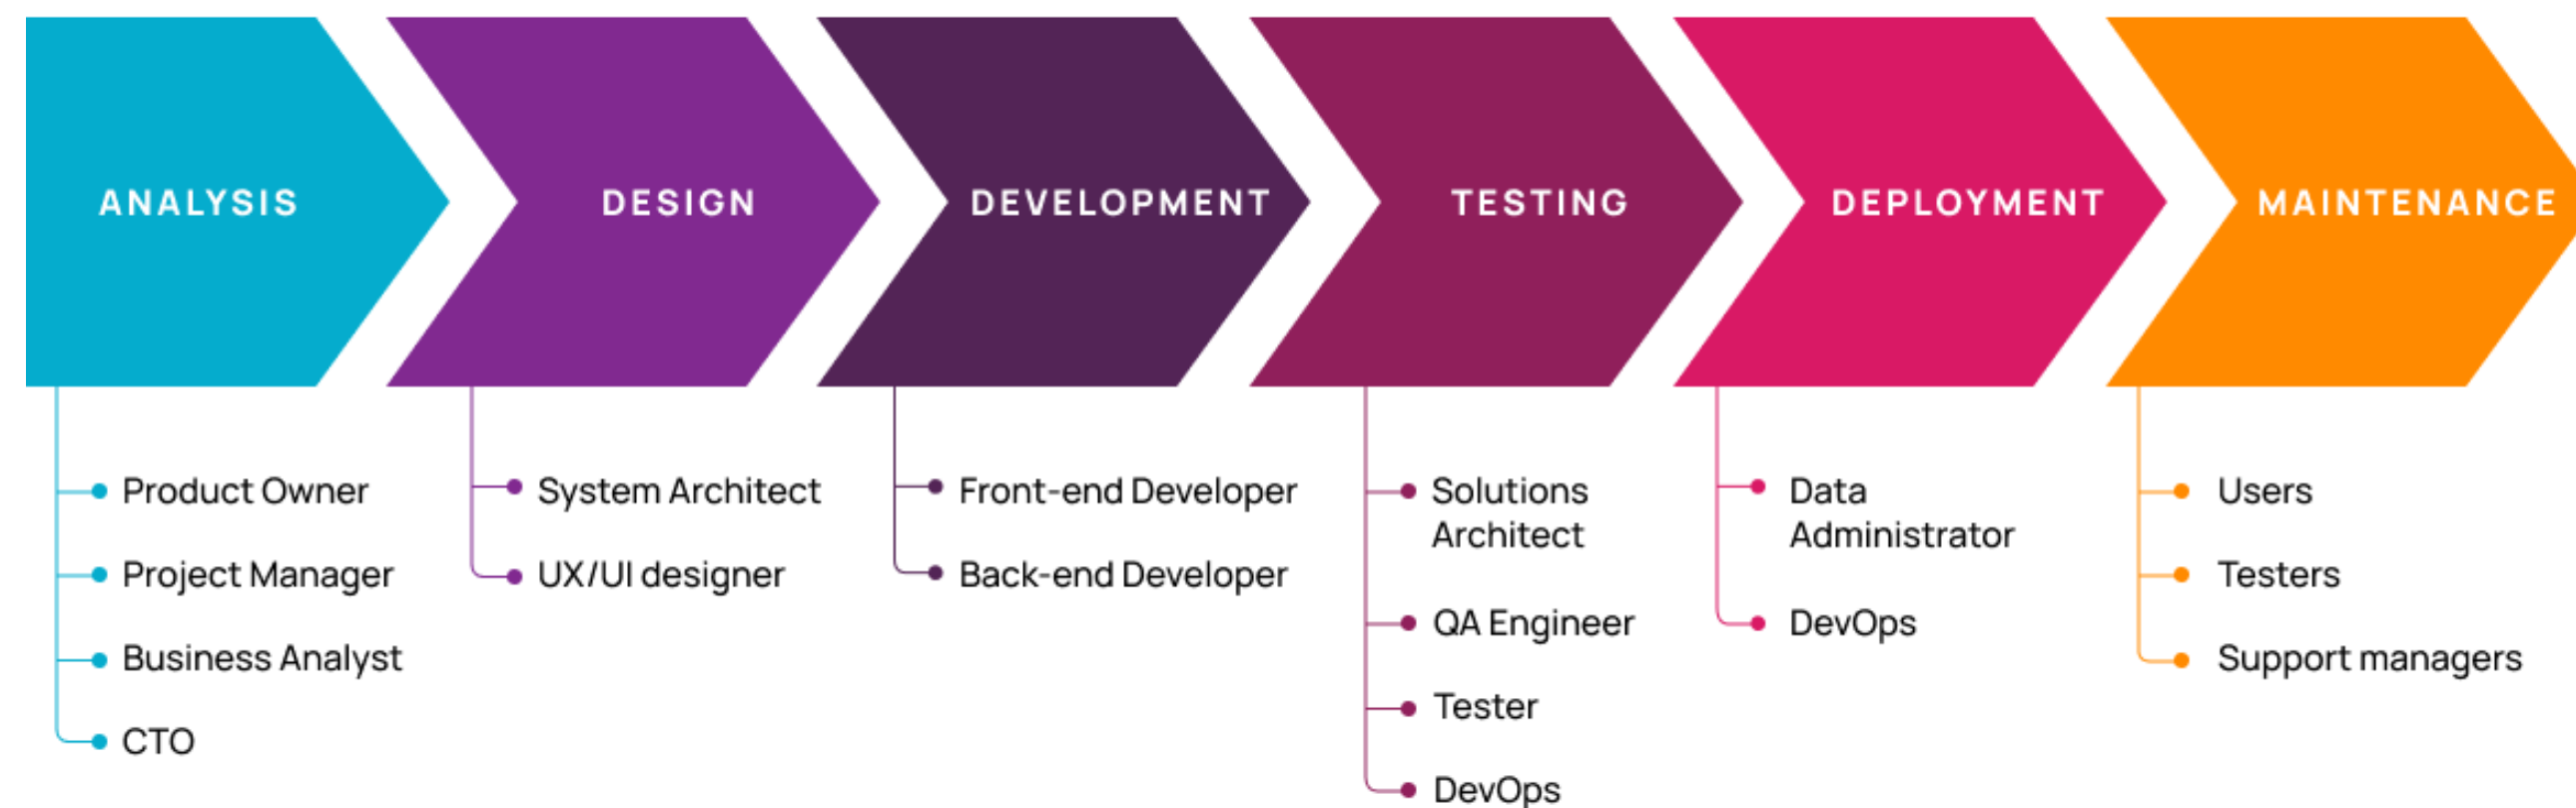 ANALYSIS
DESIGN
DEVELOPMENT
TESTING
DEPLOYMENT
MAINTENANCE
Product Owner
Project Manager
Business Analyst
CTO
System Architect
UX/UI designer
Front-end Developer
Back-end Developer
Solutions
Architect
QA Engineer
Tester
DevOps
Data
Administrator
DevOps
Users
Testers
Support managers